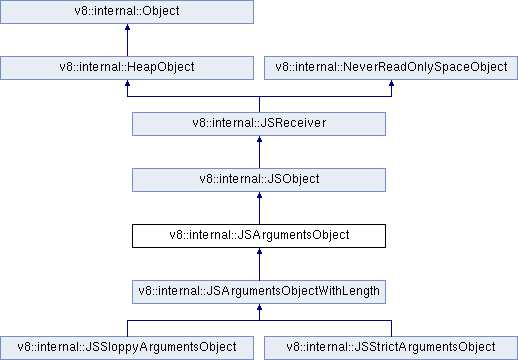 v8::internal::Object
v8::internal::HeapObject
v8::internal::NeverReadOnlySpaceObject
v8::internal::JSReceiver
v8::internal::JSObject
v8::internal::JSArgumentsObject
v8::internal::JSArgumentsObjectWithLength
v8::internal::JSSloppyArgumentsObject
v8::internal::JSStrictArgumentsObject